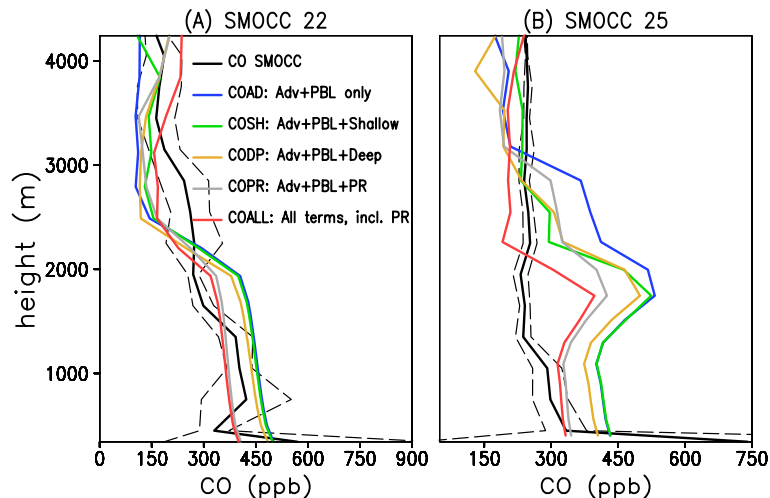 (A) SMOCC 22
(B) SMOCC 25
height (m)
4000
3000
2000
1000
CO SMOCC
COAD: Adv+PBL only
COSH: Adv+PBL+Shallow
CODP: Adv+PBL+Deep
COPR: Adv+PBL+PR
COALL: All terms, incl. PR
0 150 300 450 600 750 900
150 300 450 600 750
CO (ppb)
CO (ppb)